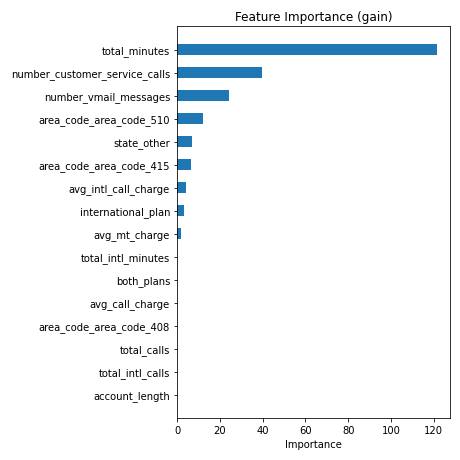 Feature Importance (gain)
total_minutes
number_customer_service_calls
number_vmail_messages
area_code_area_code_510
state_other
area_code_area_code_415
avg_intl_call_charge
international_plan
avg_mt_charge
total_intl_minutes
both_plans
avg_call_charge
area_code_area_code_408
total_calls
total_intl_calls
account_length
0 20 40 60 80 100 120
Importance